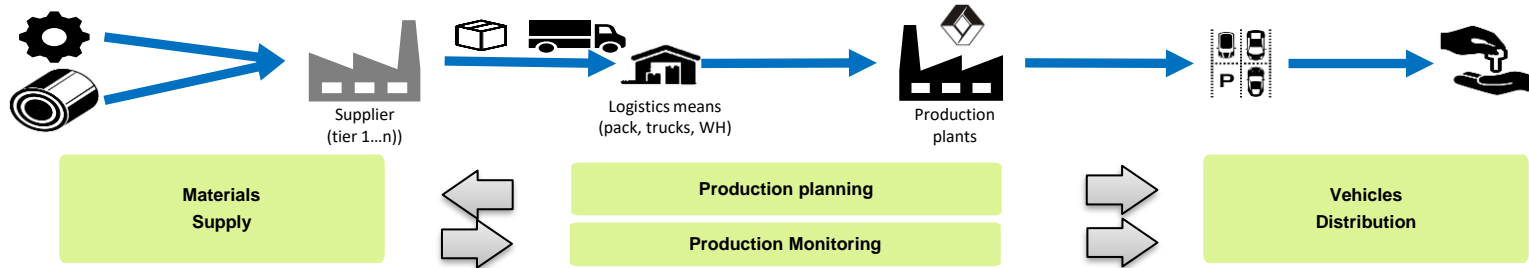 P
Supplier
(tier 1...n))
Logistics means
(pack, trucks, WH)
Production
plants
Materials
Supply
Production planning
Production Monitoring
Vehicles
Distribution